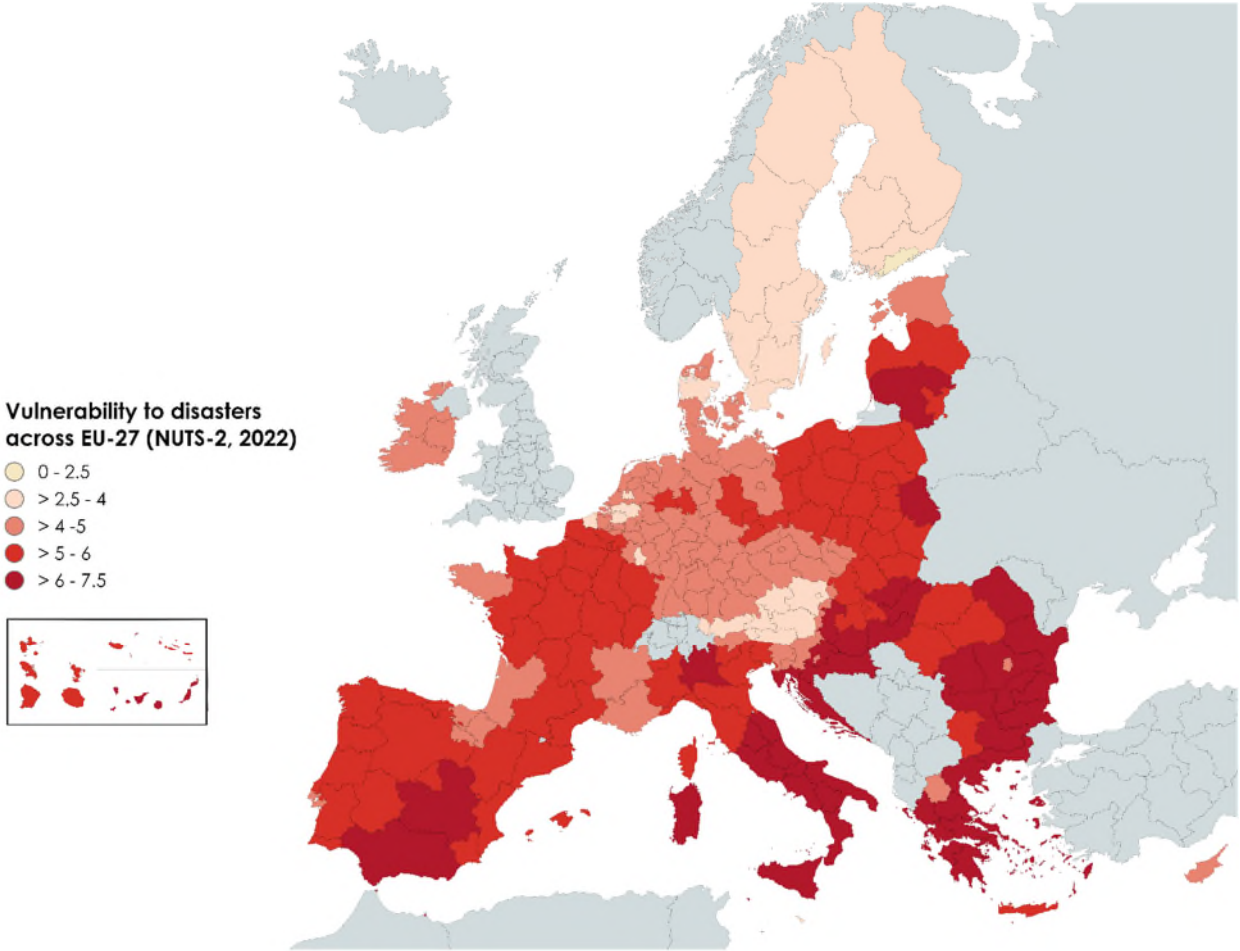 Vulnerability to disasters
across EU-27 (NUTS-2, 2022)
0 - 2.5
> 2,5 - 4
> 4 -5
> 5 - 6
> 6 - 7.5